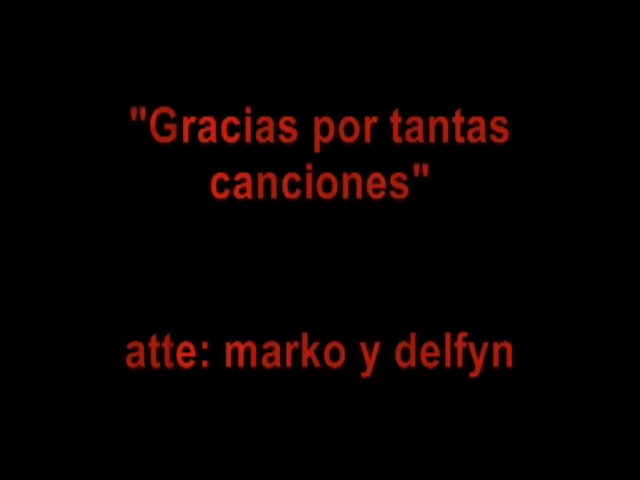 "Gracias por tantas
canciones"
atte: marko y delfyn